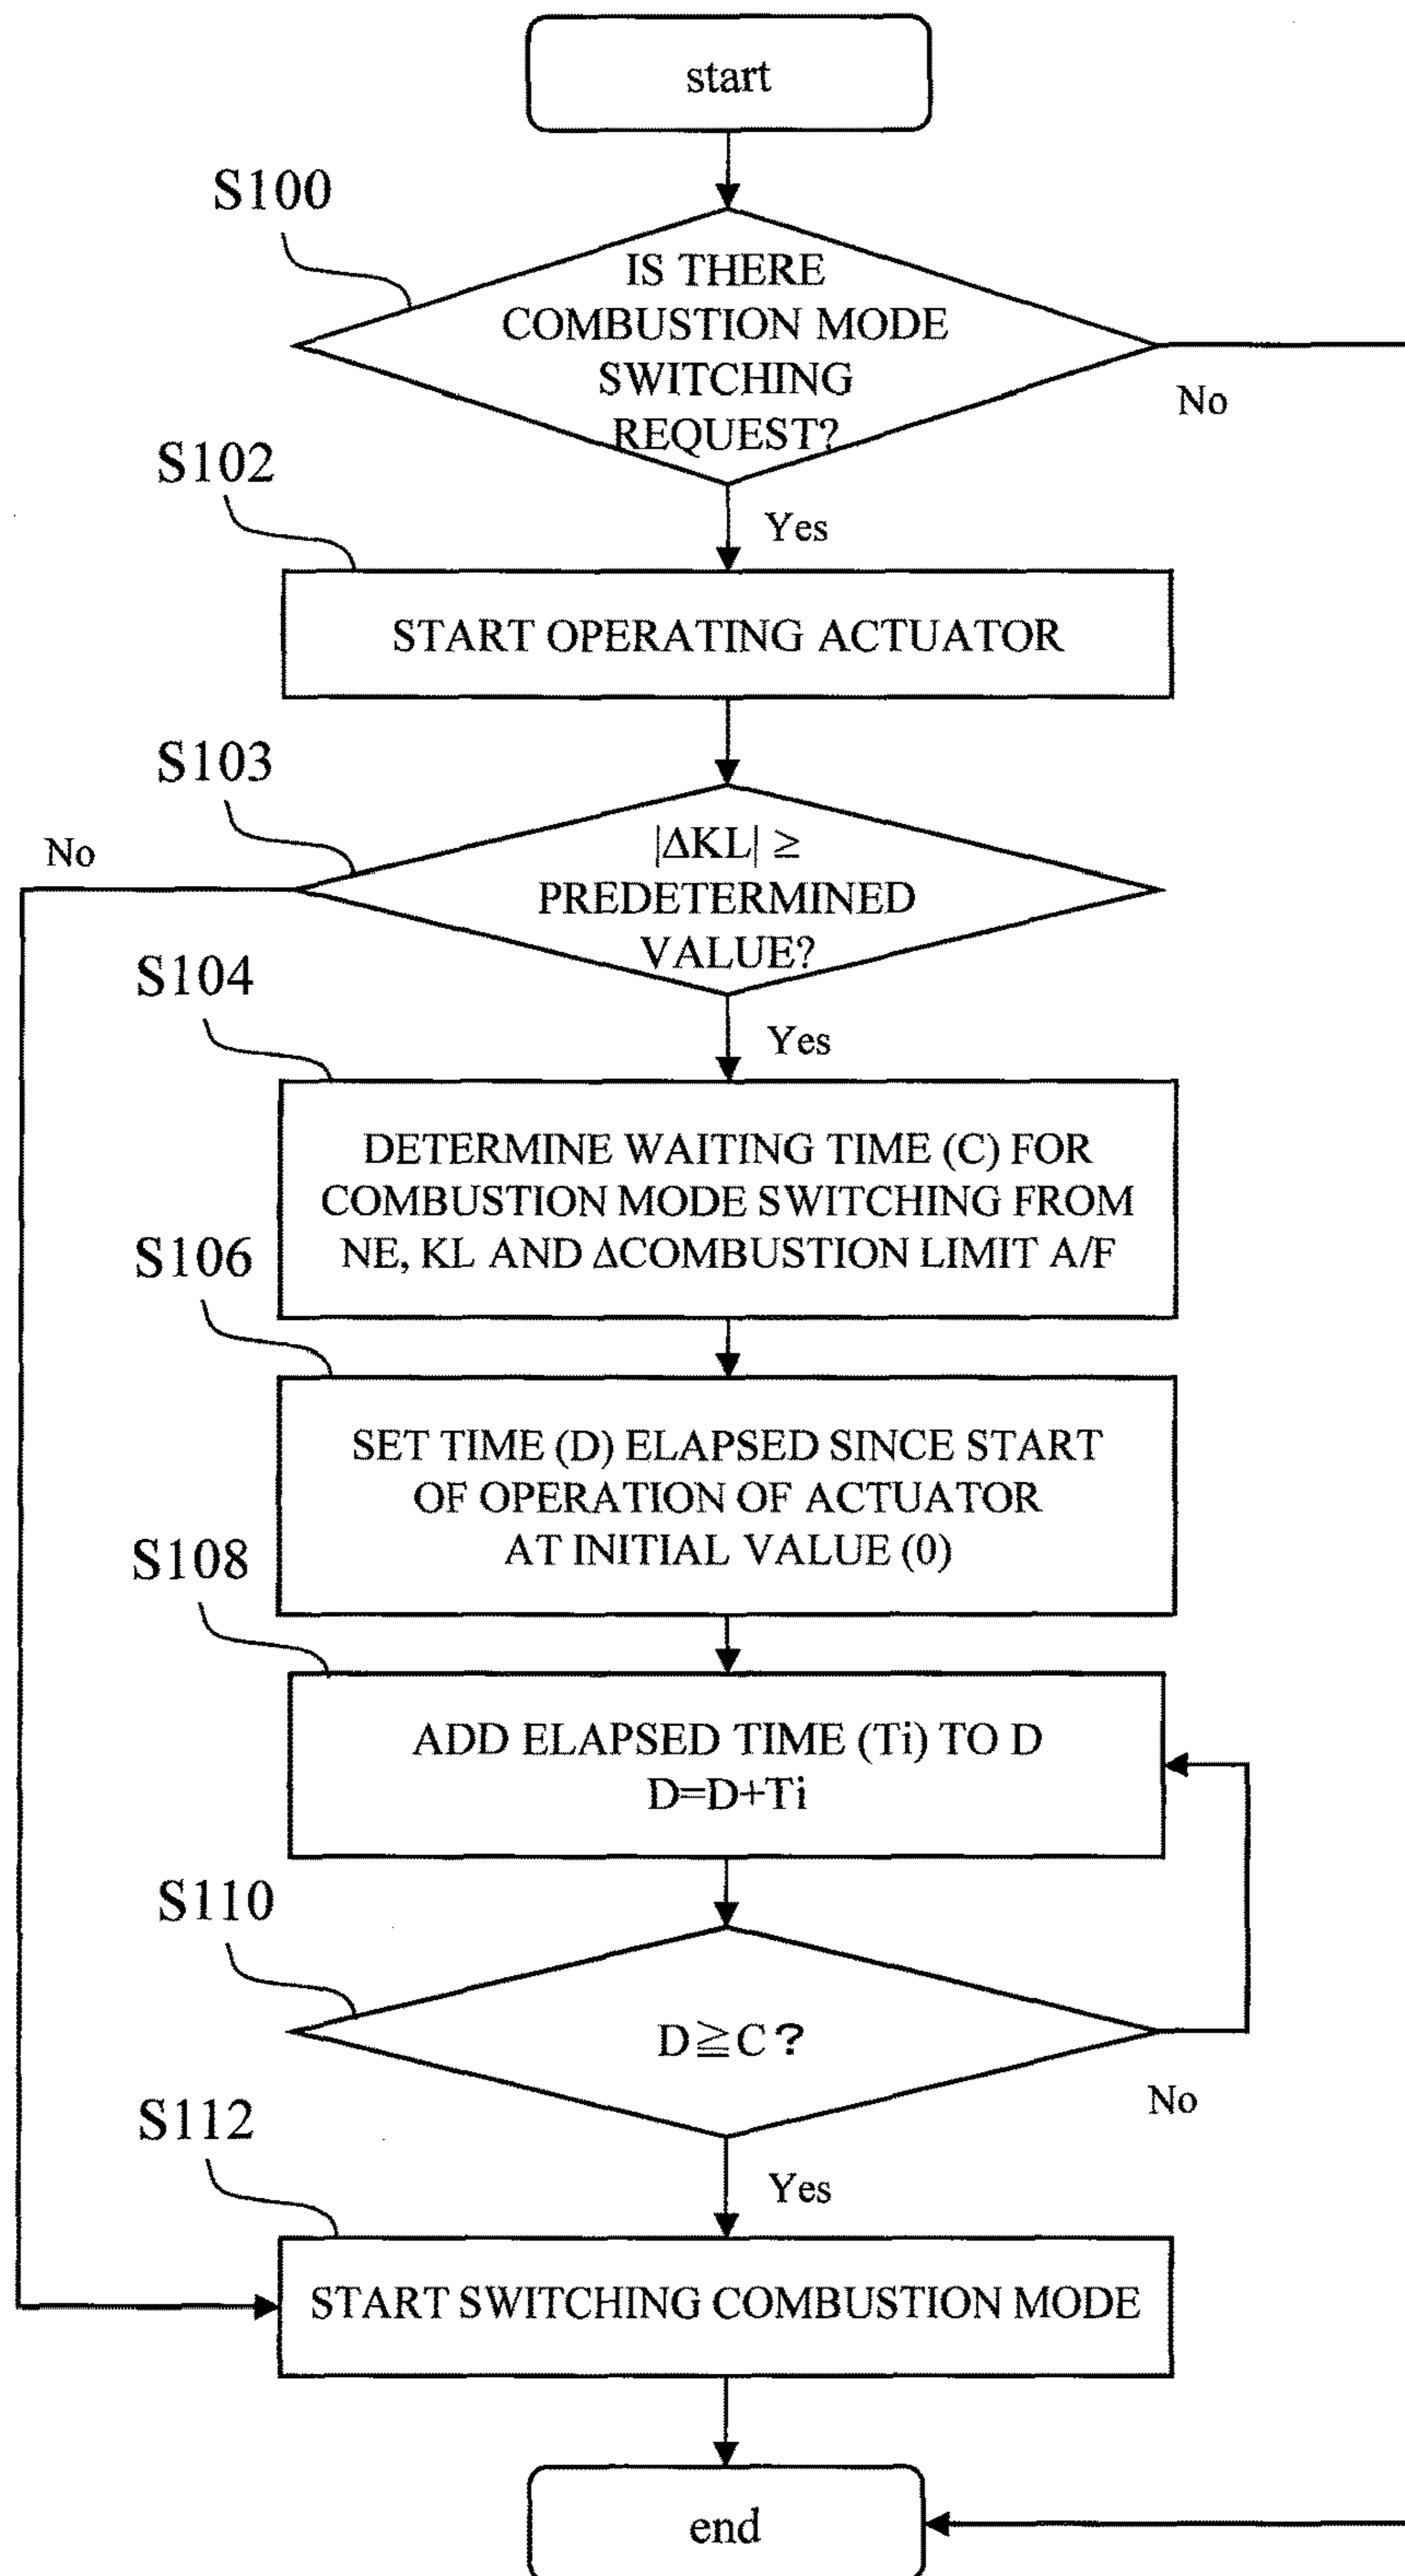 start
S100
IS THERE
COMBUSTION MODE
SWITCHING
REQUEST?
No
S102
Yes
START OPERATING ACTUATOR
S103
No
|ΔKL| ≥
PREDETERMINED
VALUE?
S104
Yes
DETERMINE WAITING TIME (C) FOR
COMBUSTION MODE SWITCHING FROM
NE, KL AND ΔCOMBUSTION LIMIT A/F
S106
SET TIME (D) ELAPSED SINCE START
OF OPERATION OF ACTUATOR
AT INITIAL VALUE (0)
S108
ADD ELAPSED TIME (Ti) TO D
D=D+Ti
S110
D≧C?
No
S112
Yes
START SWITCHING COMBUSTION MODE
end